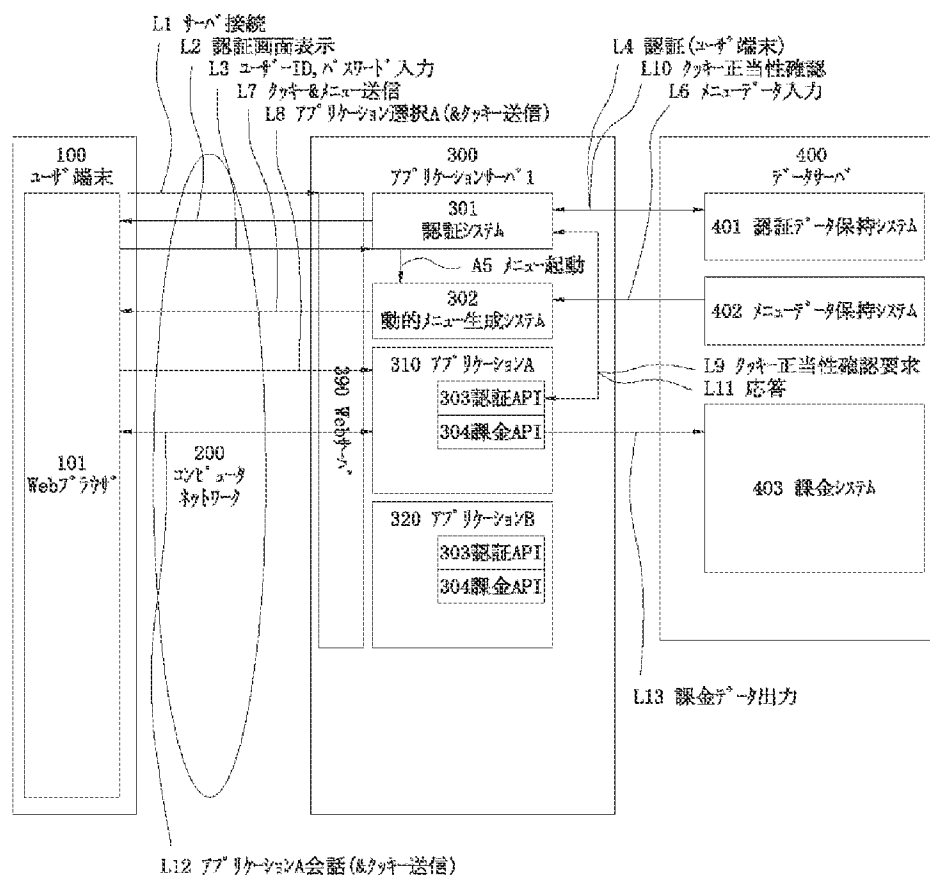 L1 サーバ接続
L2 認証画面表示
L3 ユーザーID,パスワード入力
L7 クッキー&メニュー送信
L8 アプリケーション選択A(&クッキー送信)
L4 認証(ユーザ端末)
L10 クッキー正当性確認
L6 メニューデータ入力
100
ユーザ端末
101
Webブラウザ
200
コンピュータ
ネットワーク
300
アプリケーションサーバ1
390 Webサーバ
301
認証システム
A5 メニュー起動
302
動的メニュー生成システム
310 アプリケーションA
303認証API
304課金API
320 アプリケーションB
303認証API
304課金API
400
データサーバ
401 認証データ保持システム
402 メニューデータ保持システム
L9 クッキー正当性確認要求
L11 応答
403 課金システム
L13 課金データ出力
L12 アプリケーションA会話(&クッキー送信)